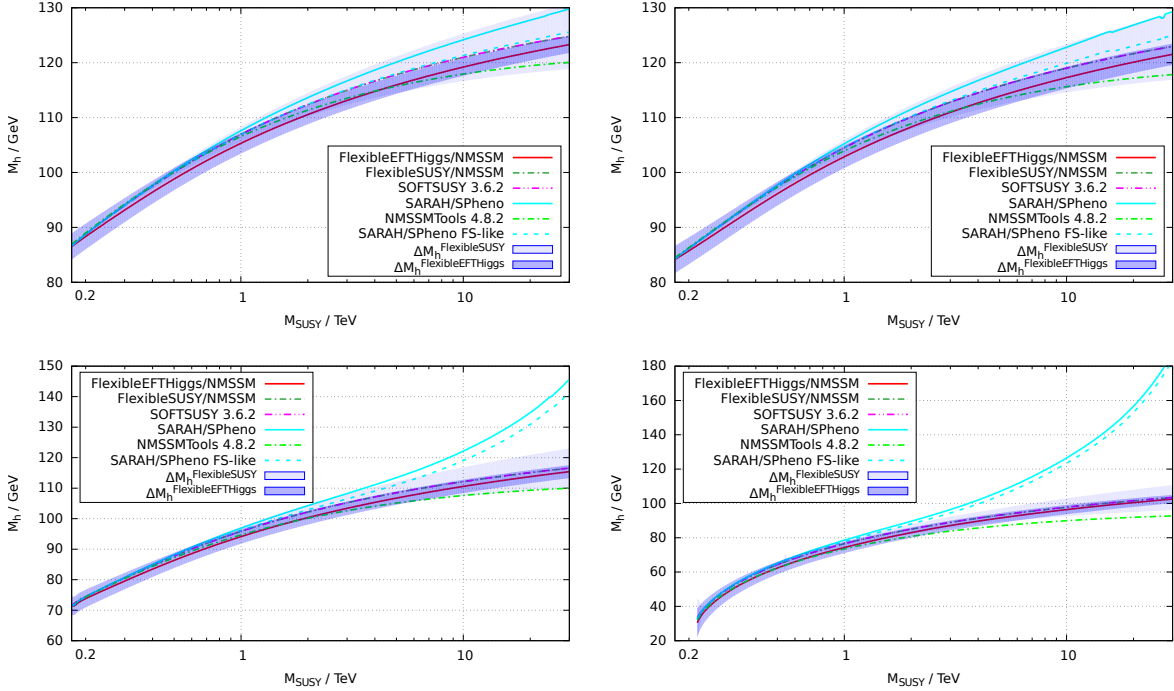 130
120
110
100
90
80
M_h / GeV
FlexibleEFTHiggs/NMSSM
FlexibleSUSY/NMSSM
SOFTSUSY 3.6.2
SARAH/SPheno
NMSSMTools 4.8.2
SARAH/SPheno FS-like
ΔM_h^FlexibleSUSY
ΔM_h^FlexibleEFTHiggs
0.2 1 10
M_SUSY / TeV
130
120
110
100
90
80
M_h / GeV
FlexibleEFTHiggs/NMSSM
FlexibleSUSY/NMSSM
SOFTSUSY 3.6.2
SARAH/SPheno
NMSSMTools 4.8.2
SARAH/SPheno FS-like
ΔM_h^FlexibleSUSY
ΔM_h^FlexibleEFTHiggs
0.2 1 10
M_SUSY / TeV
150
140
130
120
110
100
90
80
70
60
M_h / GeV
FlexibleEFTHiggs/NMSSM
FlexibleSUSY/NMSSM
SOFTSUSY 3.6.2
SARAH/SPheno
NMSSMTools 4.8.2
SARAH/SPheno FS-like
ΔM_h^FlexibleSUSY
ΔM_h^FlexibleEFTHiggs
0.2 1 10
M_SUSY / TeV
180
160
140
120
100
80
60
40
20
M_h / GeV
FlexibleEFTHiggs/NMSSM
FlexibleSUSY/NMSSM
SOFTSUSY 3.6.2
SARAH/SPheno
NMSSMTools 4.8.2
SARAH/SPheno FS-like
ΔM_h^FlexibleSUSY
ΔM_h^FlexibleEFTHiggs
0.2 1 10
M_SUSY / TeV